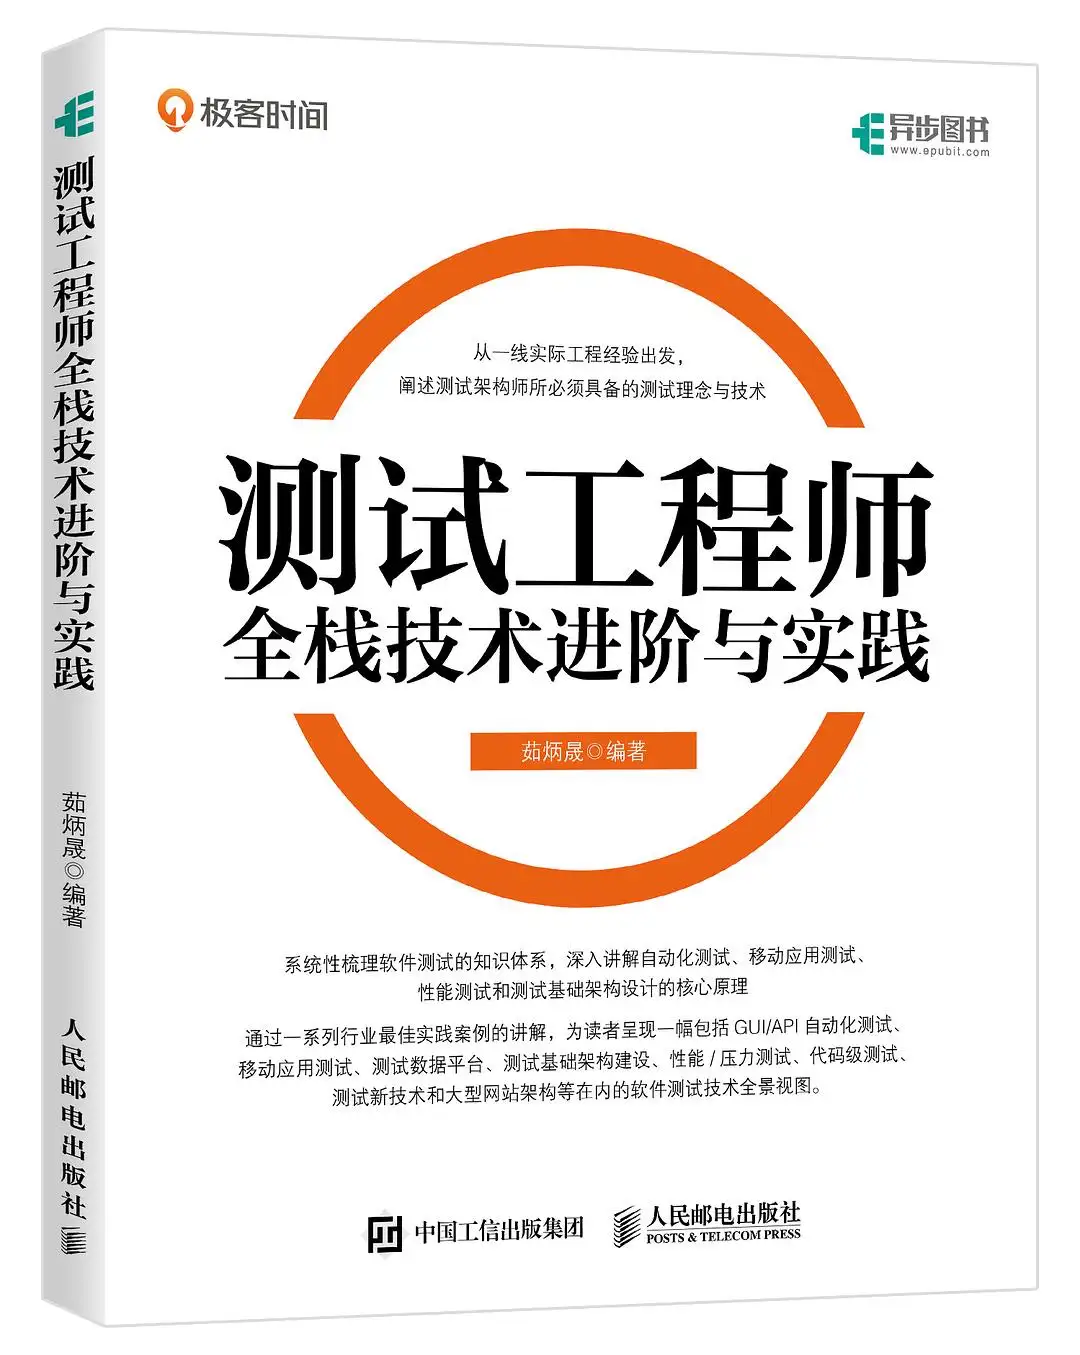 极客时间
异步图书
www.epubit.com
从一线实际工程经验出发，
阐述测试架构师所必须具备的测试理念与技术
测试工程师
全栈技术进阶与实践
茹炳晟◎编著
系统性梳理软件测试的知识体系，深入讲解自动化测试、移动应用测试、
性能测试和测试基础架构设计的核心原理
通过一系列行业最佳实践案例的讲解，为读者呈现一幅包括 GUI/API 自动化测试、
移动应用测试、测试数据平台、测试基础架构建设、性能 / 压力测试、代码级测试、
测试新技术和大型网站架构等在内的软件测试技术全景视图。
中国工信出版集团
人民邮电出版社
POSTS & TELECOM PRESS
测试工程师全栈技术进阶与实践
茹炳晟◎编著
人民邮电出版社